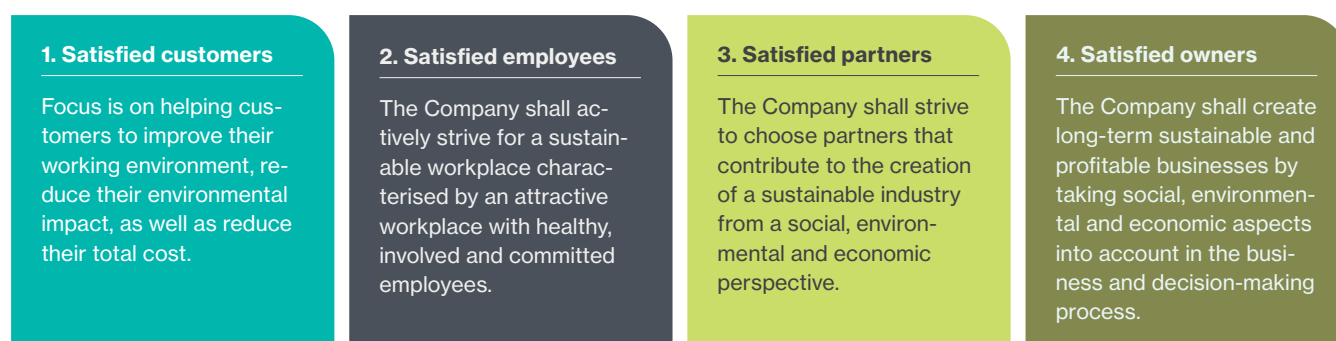 1. Satisfied customers
Focus is on helping cus-
tomers to improve their
working environment, re-
duce their environmental
impact, as well as reduce
their total cost.
2. Satisfied employees
The Company shall ac-
tively strive for a sustain-
able workplace charac-
terised by an attractive
workplace with healthy,
involved and committed
employees.
3. Satisfied partners
The Company shall strive
to choose partners that
contribute to the creation
of a sustainable industry
from a social, environ-
mental and economic
perspective.
4. Satisfied owners
The Company shall create
long-term sustainable and
profitable businesses by
taking social, environmen-
tal and economic aspects
into account in the busi-
ness and decision-making
process.